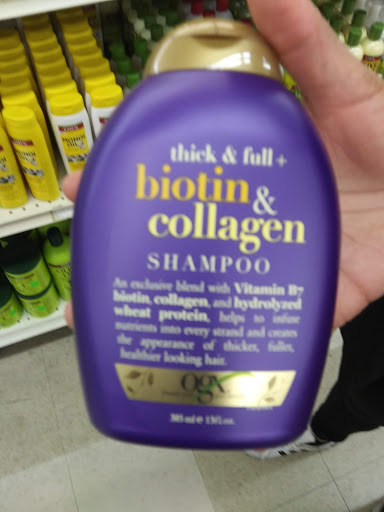 thick & full +
biotin &
collagen
SHAMPOO
An exclusive blend with Vitamin B7
biotin, collagen, and hydrolyzed
wheat protein, helps to infuse
nutrients into every strand and creates
the appearance of thicker, fuller,
healthier looking hair.
ogx
385 ml e 13 fl. oz.